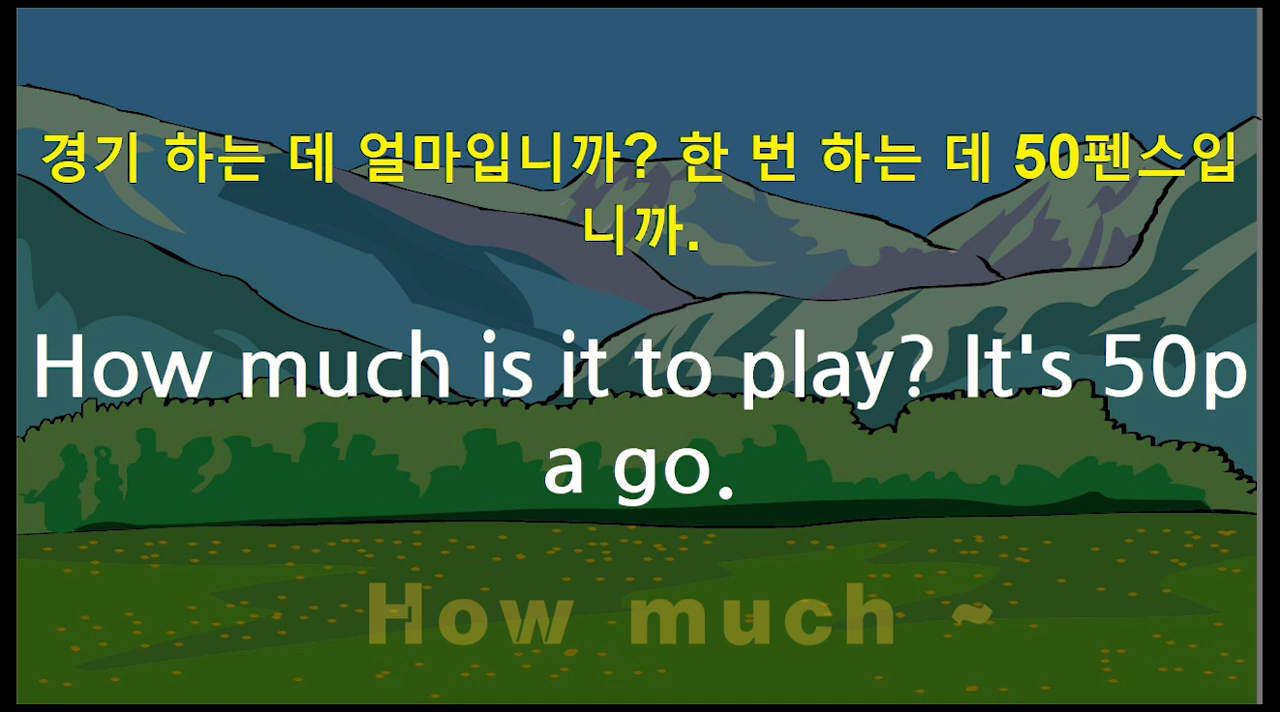 경기 하는 데 얼마입니까? 한 번 하는 데 50펜스입
니까.
How much is it to play? It's 50p
a go.
How much ~